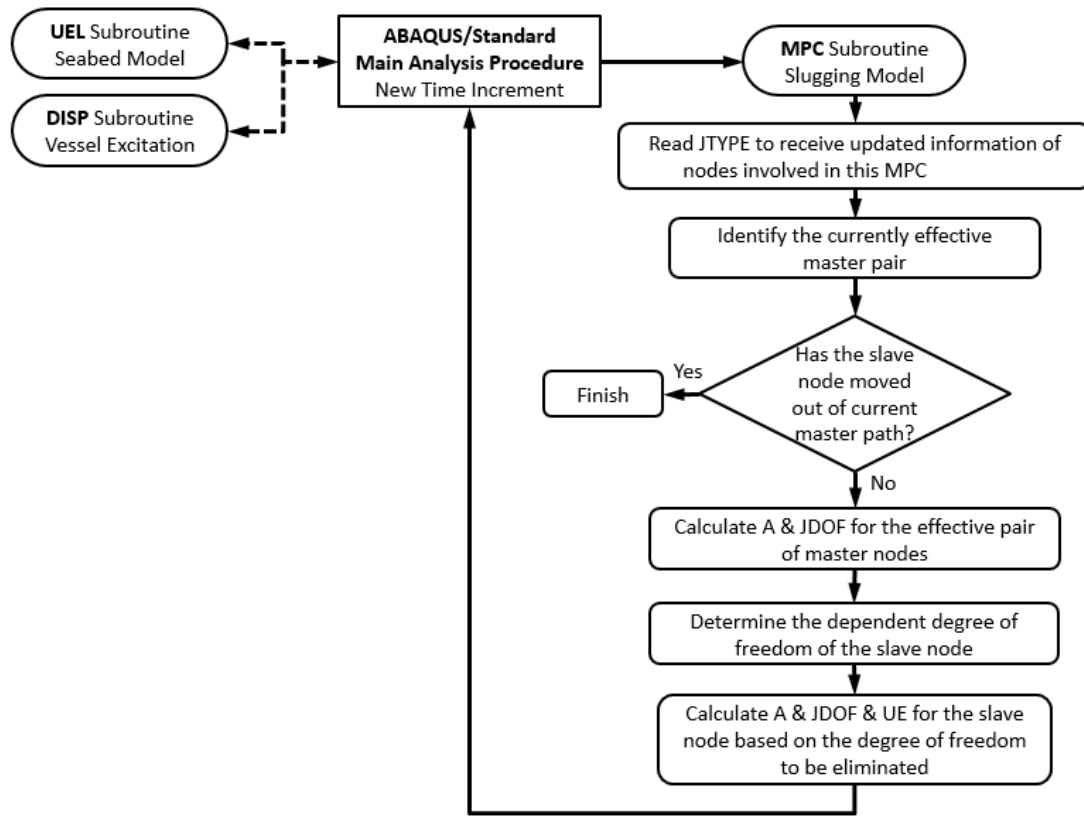 UEL Subroutine
Seabed Model
DISP Subroutine
Vessel Excitation
ABAQUS/Standard
Main Analysis Procedure
New Time Increment
MPC Subroutine
Slugging Model
Read JTYPE to receive updated information of
nodes involved in this MPC
Identify the currently effective
master pair
Has the slave
node moved
out of current
master path?
Yes
Finish
No
Calculate A & JDOF for the effective pair
of master nodes
Determine the dependent degree of
freedom of the slave node
Calculate A & JDOF & UE for the slave
node based on the degree of freedom
to be eliminated